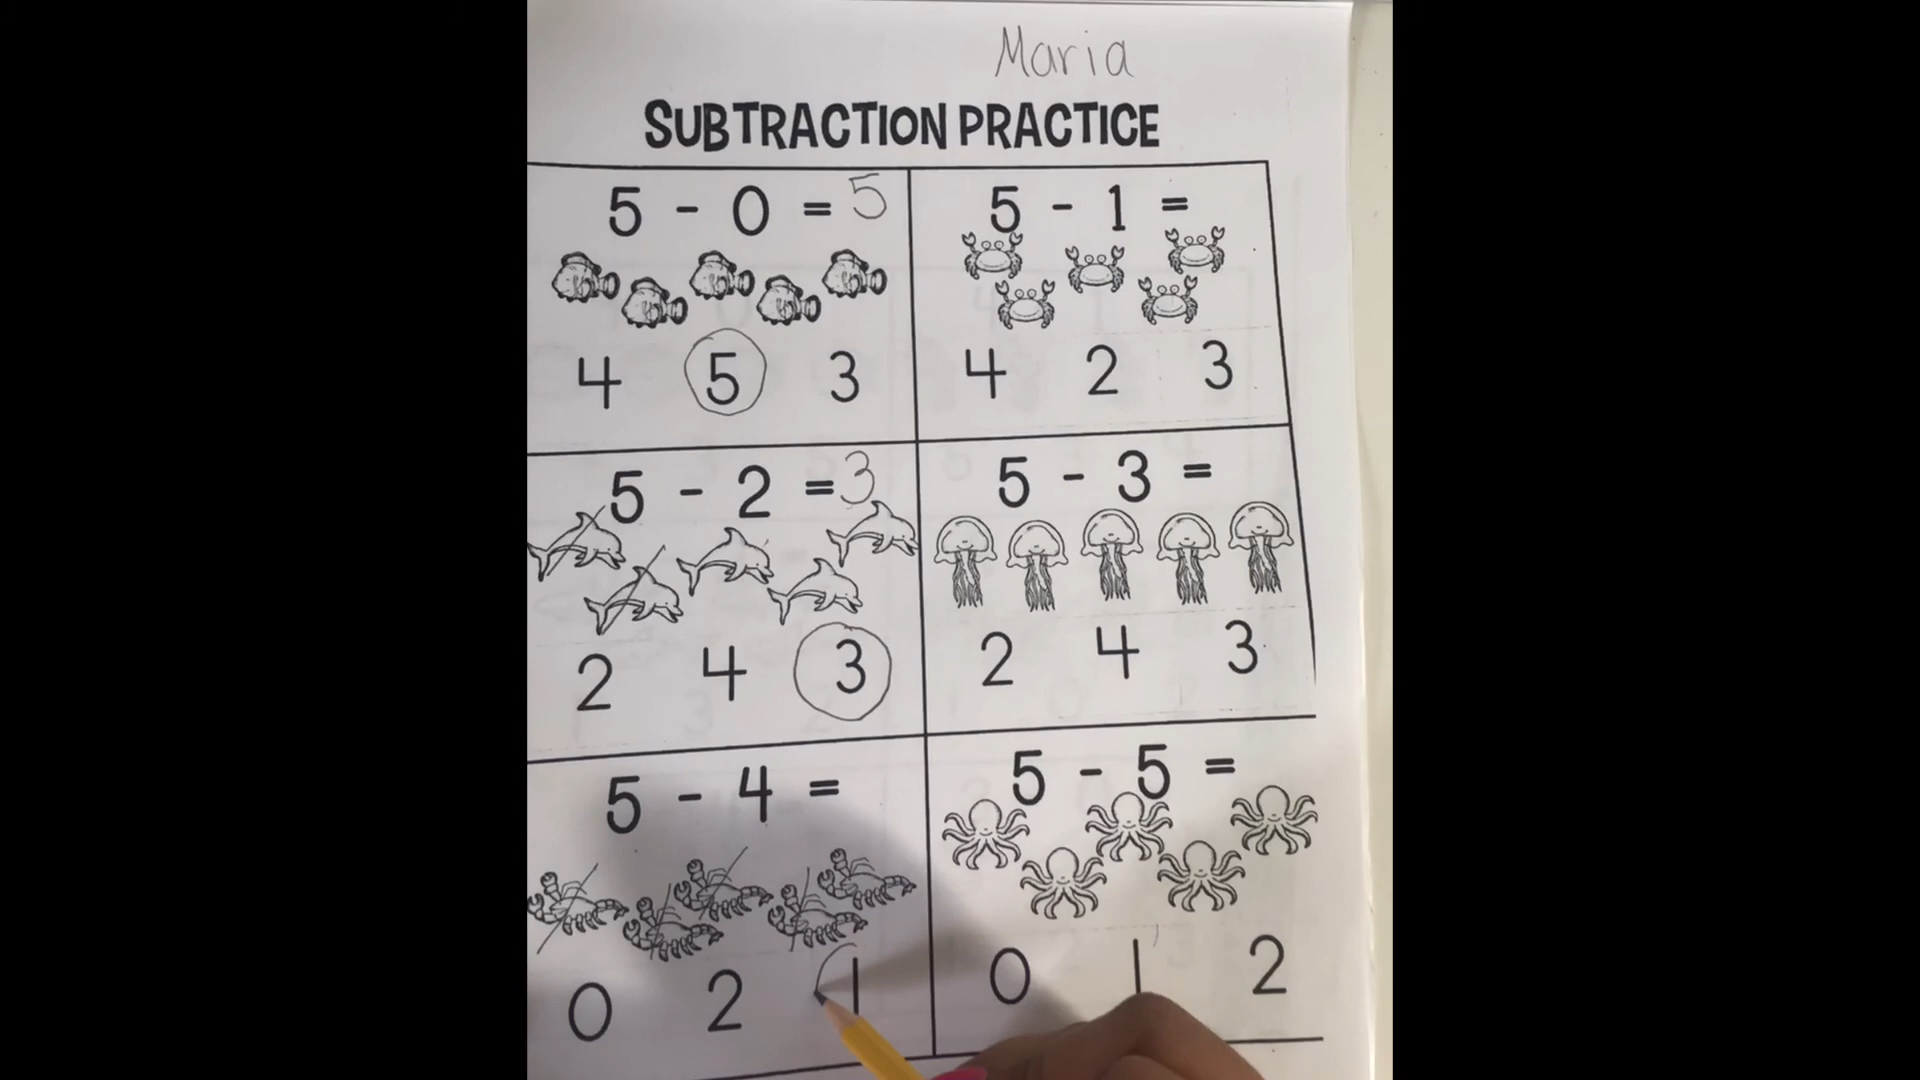 Maria
SUBTRACTION PRACTICE
5 - 0 = 5
4 5 3
5 - 1 =
4 2 3
5 - 2 = 3
2 4 3
5 - 3 =
2 4 3
5 - 4 =
0 2 1
5 - 5 =
0 1 2